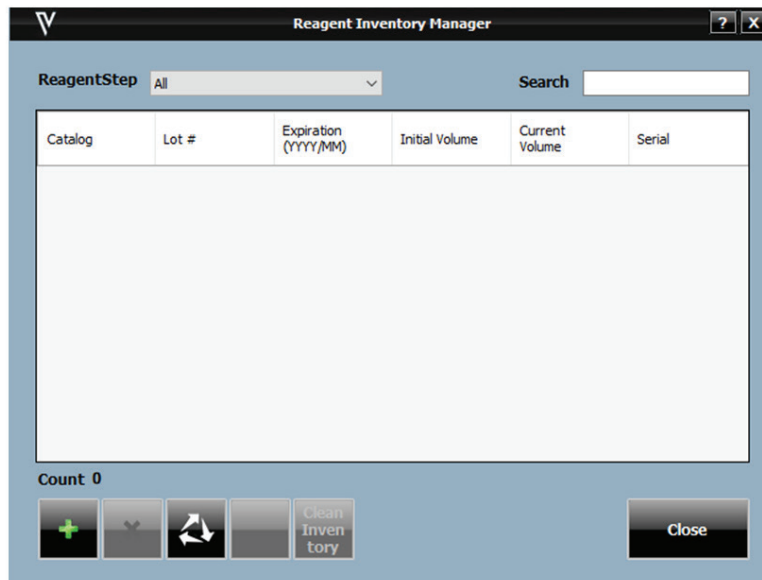 Reagent Inventory Manager
? X
ReagentStep All Search
Catalog Lot # Expiration (YYYY/MM) Initial Volume Current Volume Serial
Count 0
Clean
Inven
tory
Close